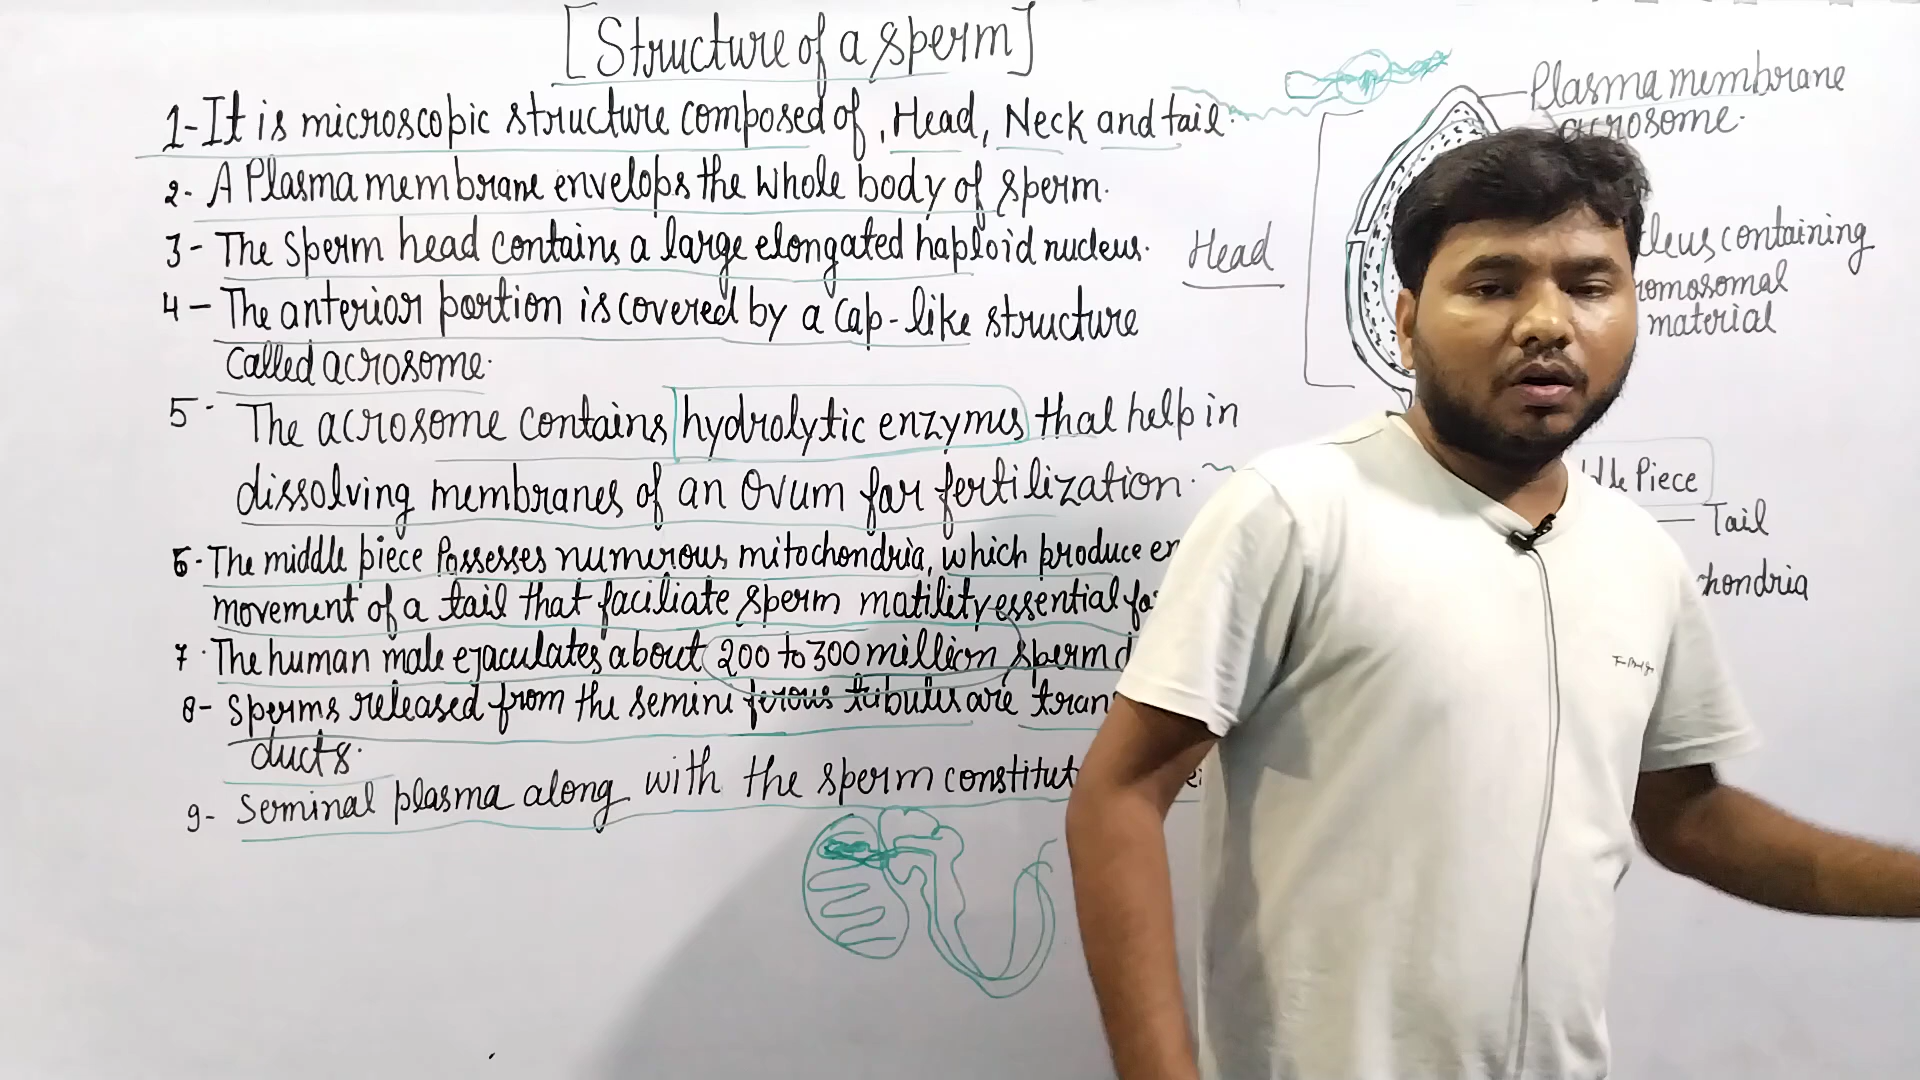 [Structure of a sperm]
1-It is microscopic structure composed of, Head, Neck and tail.
2- A Plasma membrane envelops the whole body of sperm.
3- The sperm head contains a large elongated haploid nucleus.
4- The anterior portion is covered by a cap-like structure
called acrosome.
5- The acrosome contains hydrolytic enzymes that help in
dissolving membranes of an ovum for fertilization.
6- The middle piece Possesses numerous mitochondria, which produce en
movement of a tail that faciliate sperm motility essential fo
7. The human male ejaculates about 200 to 300 million sperm d
8- Sperms released from the seminiferous tubules are tran
ducts.
9- Seminal plasma along with the sperm constitut
Plasma membrane
acrosome.
Head
cleus containing
romosomal
material
dle Piece
Tail
chondria